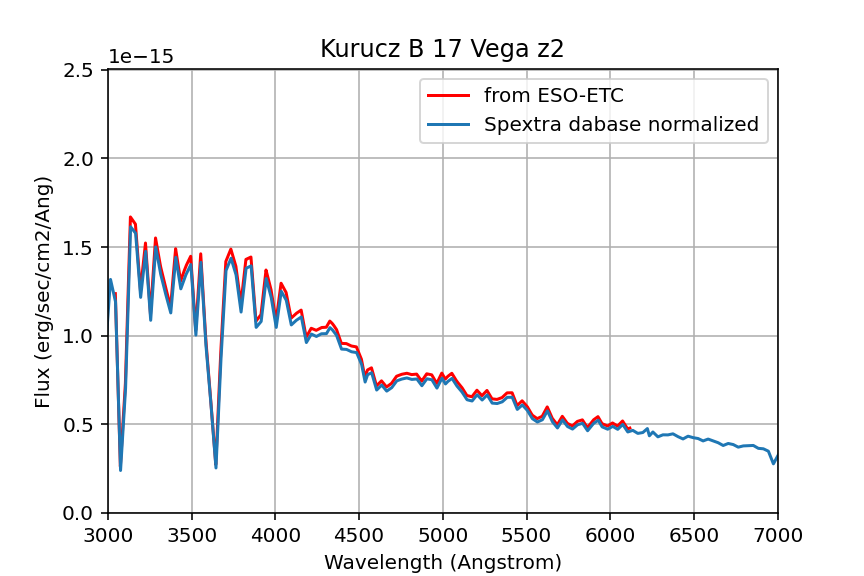 Kurucz B 17 Vega z2
1e−15
from ESO-ETC
Spextra dabase normalized
2.5
2.0
1.5
1.0
0.5
0.0
Flux (erg/sec/cm2/Ang)
3000 3500 4000 4500 5000 5500 6000 6500 7000
Wavelength (Angstrom)